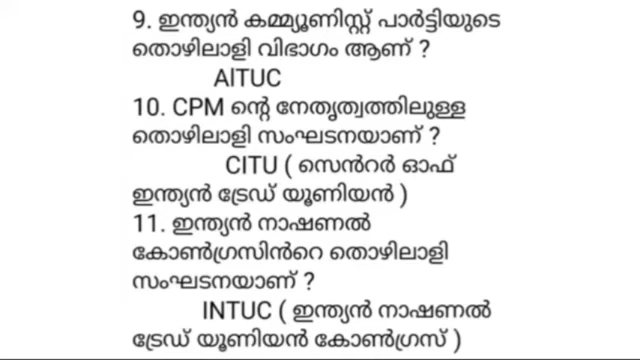 9. ഇന്ത്യൻ കമ്മ്യൂണിസ്റ്റ് പാർട്ടിയുടെ
തൊഴിലാളി വിഭാഗം ആണ് ?
AITUC
10. CPM ന്റെ നേതൃത്വത്തിലുള്ള
തൊഴിലാളി സംഘടനയാണ് ?
CITU ( സെൻറർ ഓഫ്
ഇന്ത്യൻ ട്രേഡ് യൂണിയൻ )
11. ഇന്ത്യൻ നാഷണൽ
കോൺഗ്രസിൻറെ തൊഴിലാളി
സംഘടനയാണ് ?
INTUC ( ഇന്ത്യൻ നാഷണൽ
ട്രേഡ് യൂണിയൻ കോൺഗ്രസ് )